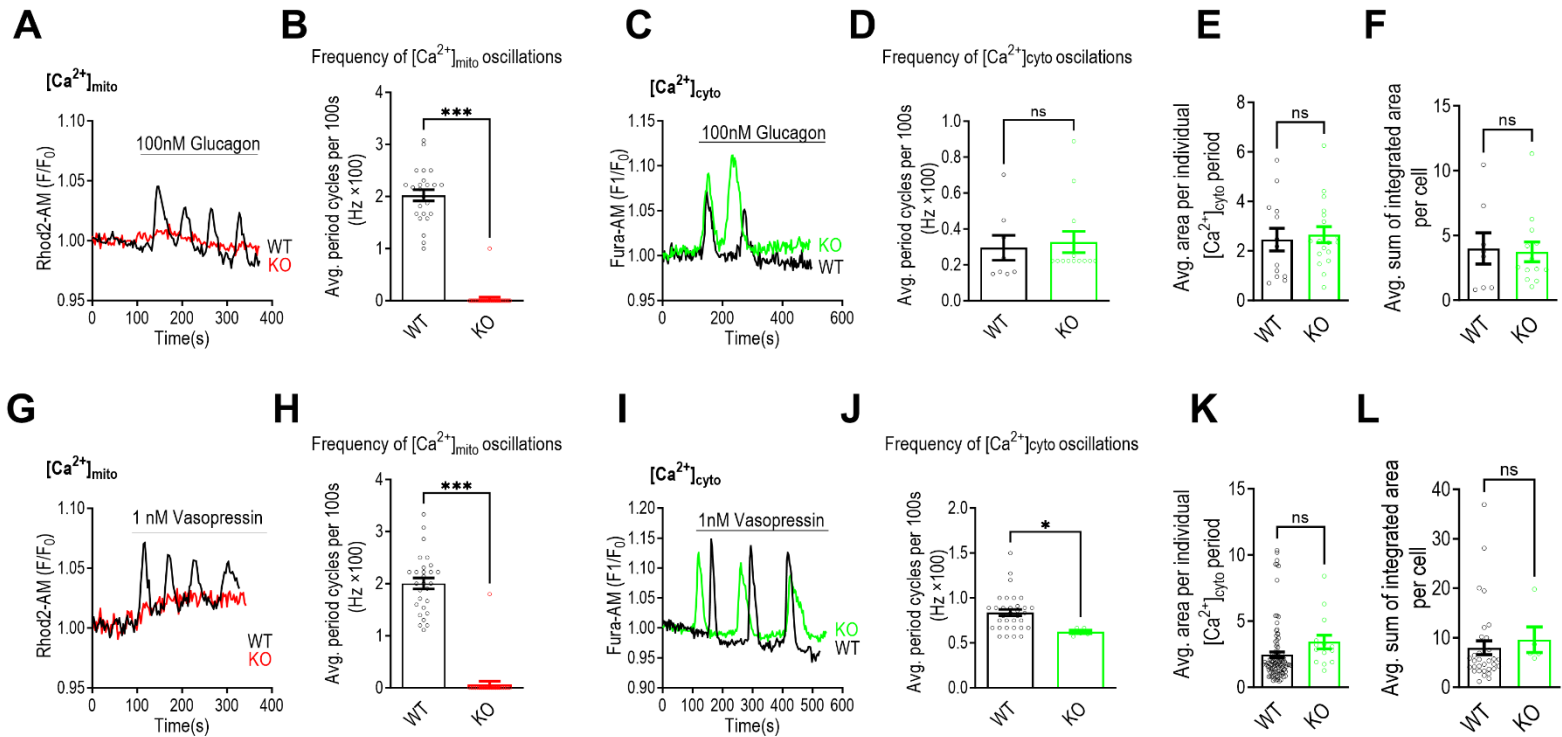 A
[Ca²⁺]mito
Rhod2-AM (F/F₀)
1.10
1.05
1.00
0.95
100nM Glucagon
WT
KO
0
100
200
300
400
Time(s)
B
Frequency of [Ca²⁺]mito oscillations
Avg. period cycles per 100s
(Hz ×100)
4
3
2
1
0
***
WT
KO
C
[Ca²⁺]cyto
Fura-AM (F1/F₀)
1.15
1.10
1.05
1.00
0.95
100nM Glucagon
KO
WT
0
200
400
600
Time(s)
D
Frequency of [Ca²⁺]cyto oscilations
Avg. period cycles per 100s
(Hz ×100)
1.0
0.8
0.6
0.4
0.2
0.0
ns
WT
KO
E
Avg. area per individual
[Ca²⁺]cyto period
8
6
4
2
0
ns
WT
KO
F
Avg. sum of integrated area
per cell
15
10
5
0
ns
WT
KO
G
[Ca²⁺]mito
Rhod2-AM (F/F₀)
1.10
1.05
1.00
0.95
1 nM Vasopressin
WT
KO
0
100
200
300
400
Time(s)
H
Frequency of [Ca²⁺]mito oscillations
Avg. period cycles per 100s
(Hz ×100)
4
3
2
1
0
***
WT
KO
I
[Ca²⁺]cyto
Fura-AM (F1/F₀)
1.20
1.15
1.10
1.05
1.00
0.95
0.90
1nM Vasopressin
KO
WT
0
100
200
300
400
500
600
Time(s)
J
Frequency of [Ca²⁺]cyto oscillations
Avg. period cycles per 100s
(Hz ×100)
2.0
1.5
1.0
0.5
0.0
*
WT
KO
K
Avg. area per individual
[Ca²⁺]cyto period
15
10
5
0
ns
WT
KO
L
Avg. sum of integrated area
per cell
40
30
20
10
0
ns
WT
KO